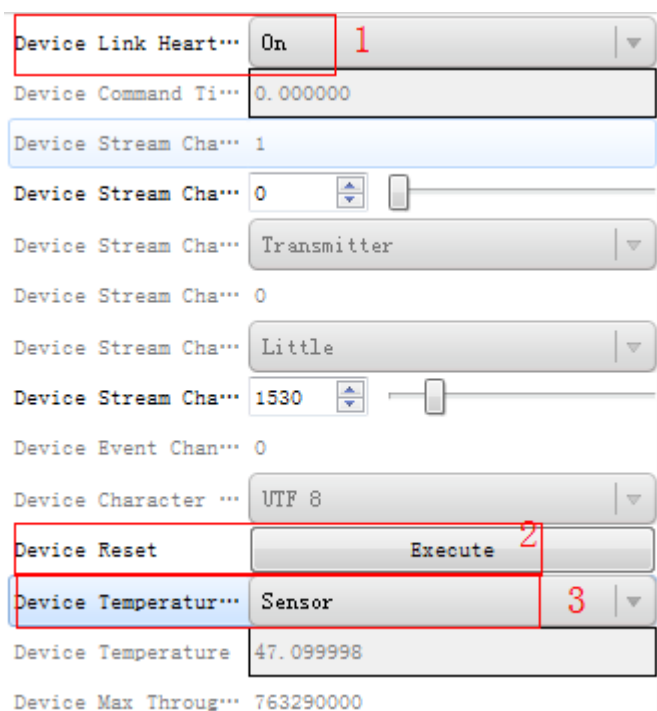 Device Link Heart··· On 1
Device Command Ti··· 0.000000
Device Stream Cha··· 1
Device Stream Cha··· 0
Device Stream Cha··· Transmitter
Device Stream Cha··· 0
Device Stream Cha··· Little
Device Stream Cha··· 1530
Device Event Chan··· 0
Device Character ··· UTF 8
Device Reset Execute 2
Device Temperatur··· Sensor 3
Device Temperature 47.099998
Device Max Throug··· 763290000